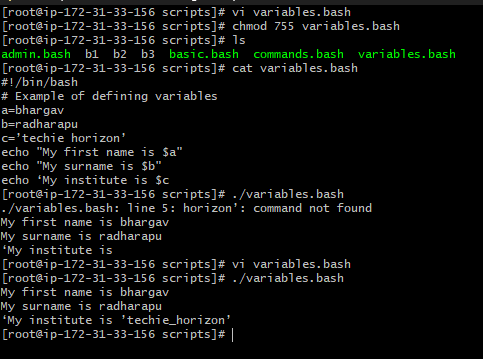 [root@ip-172-31-33-156 scripts]# vi variables.bash
[root@ip-172-31-33-156 scripts]# chmod 755 variables.bash
[root@ip-172-31-33-156 scripts]# ls
admin.bash  b1  b2  b3  basic.bash  commands.bash  variables.bash
[root@ip-172-31-33-156 scripts]# cat variables.bash
#!/bin/bash
# Example of defining variables
a=bhargav
b=radharapu
c=’techie horizon’
echo "My first name is $a"
echo "My surname is $b"
echo ‘My institute is $c
[root@ip-172-31-33-156 scripts]# ./variables.bash
./variables.bash: line 5: horizon’: command not found
My first name is bhargav
My surname is radharapu
‘My institute is
[root@ip-172-31-33-156 scripts]# vi variables.bash
[root@ip-172-31-33-156 scripts]# ./variables.bash
My first name is bhargav
My surname is radharapu
‘My institute is ’techie_horizon’
[root@ip-172-31-33-156 scripts]#